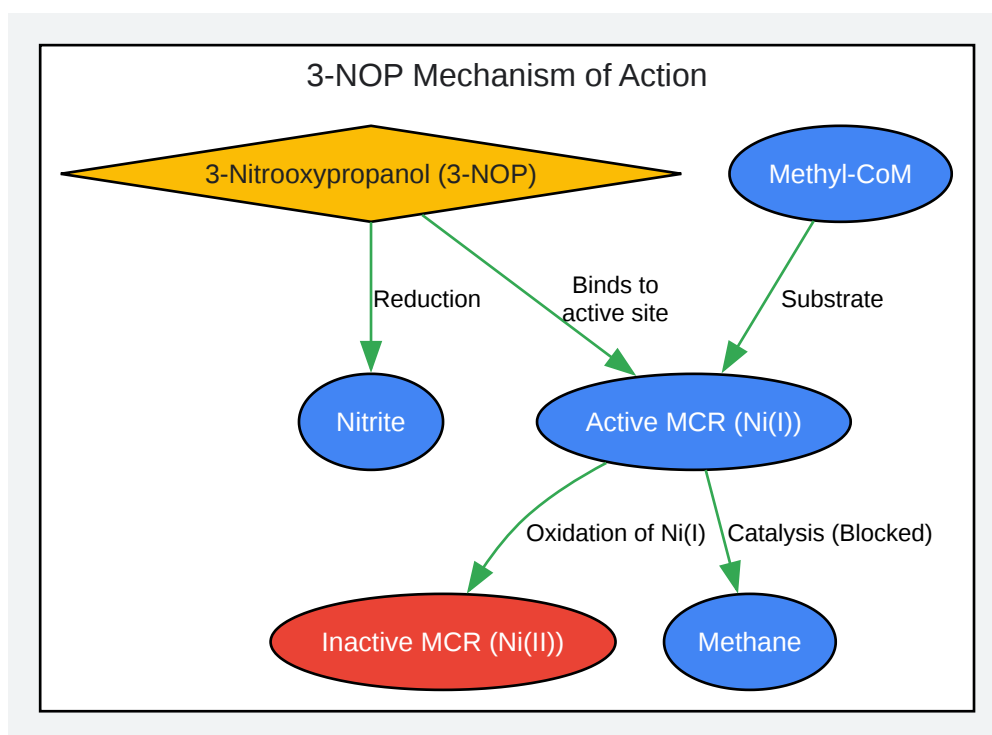 3-NOP Mechanism of Action
3-Nitrooxypropanol (3-NOP)
Methyl-CoM
Reduction
Binds to
active site
Substrate
Nitrite
Active MCR (Ni(I))
Oxidation of Ni(I)
Catalysis (Blocked)
Inactive MCR (Ni(II))
Methane